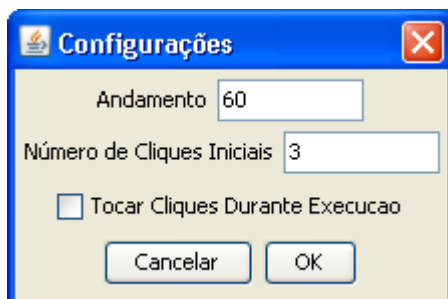 Configurações
Andamento 60
Número de Cliques Iniciais 3
Tocar Cliques Durante Execucao
Cancelar OK